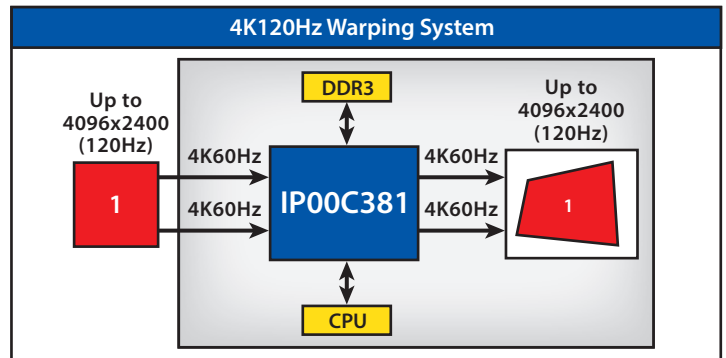 4K120Hz Warping System
DDR3
Up to
4096x2400
(120Hz)
Up to
4096x2400
(120Hz)
4K60Hz
4K60Hz
1
IP00C381
1
4K60Hz
4K60Hz
CPU